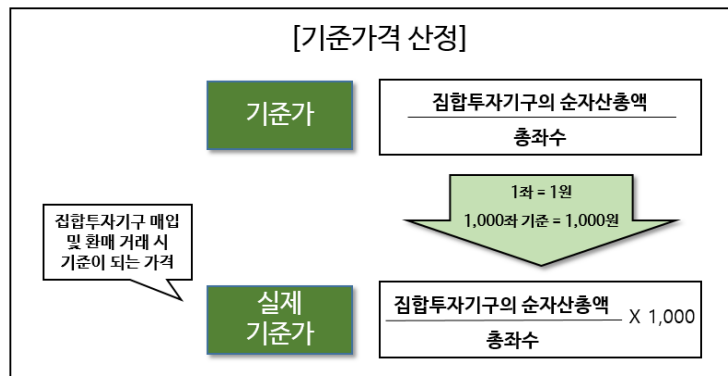 [기준가격 산정]
기준가
집합투자기구의 순자산총액
총좌수
1좌 = 1원
1,000좌 기준 = 1,000원
집합투자기구 매입
및 환매 거래 시
기준이 되는 가격
실제
기준가
집합투자기구의 순자산총액
X 1,000
총좌수